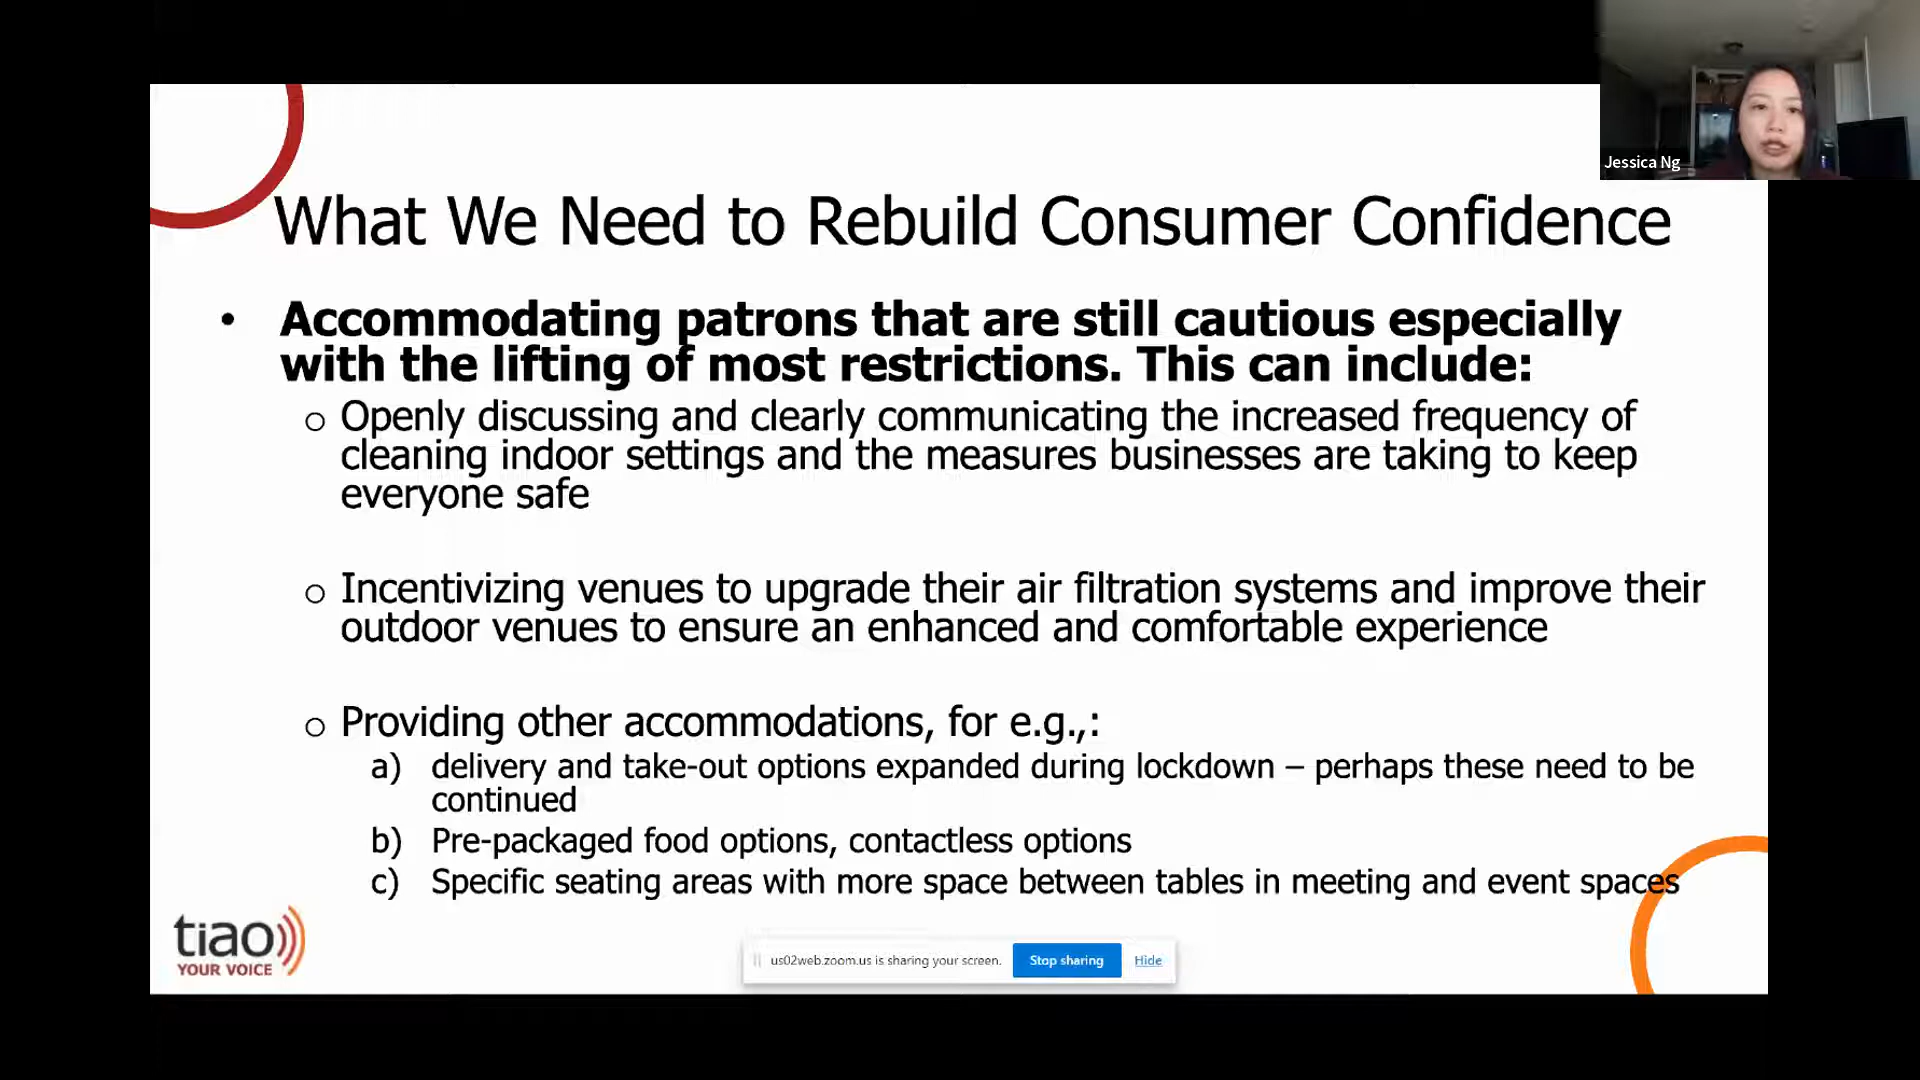 Jessica Ng
What We Need to Rebuild Consumer Confidence
• Accommodating patrons that are still cautious especially
with the lifting of most restrictions. This can include:
o Openly discussing and clearly communicating the increased frequency of
cleaning indoor settings and the measures businesses are taking to keep
everyone safe
o Incentivizing venues to upgrade their air filtration systems and improve their
outdoor venues to ensure an enhanced and comfortable experience
o Providing other accommodations, for e.g.,:
a) delivery and take-out options expanded during lockdown – perhaps these need to be
continued
b) Pre-packaged food options, contactless options
c) Specific seating areas with more space between tables in meeting and event spaces
tiao
YOUR VOICE
us02web.zoom.us is sharing your screen. Stop sharing Hide